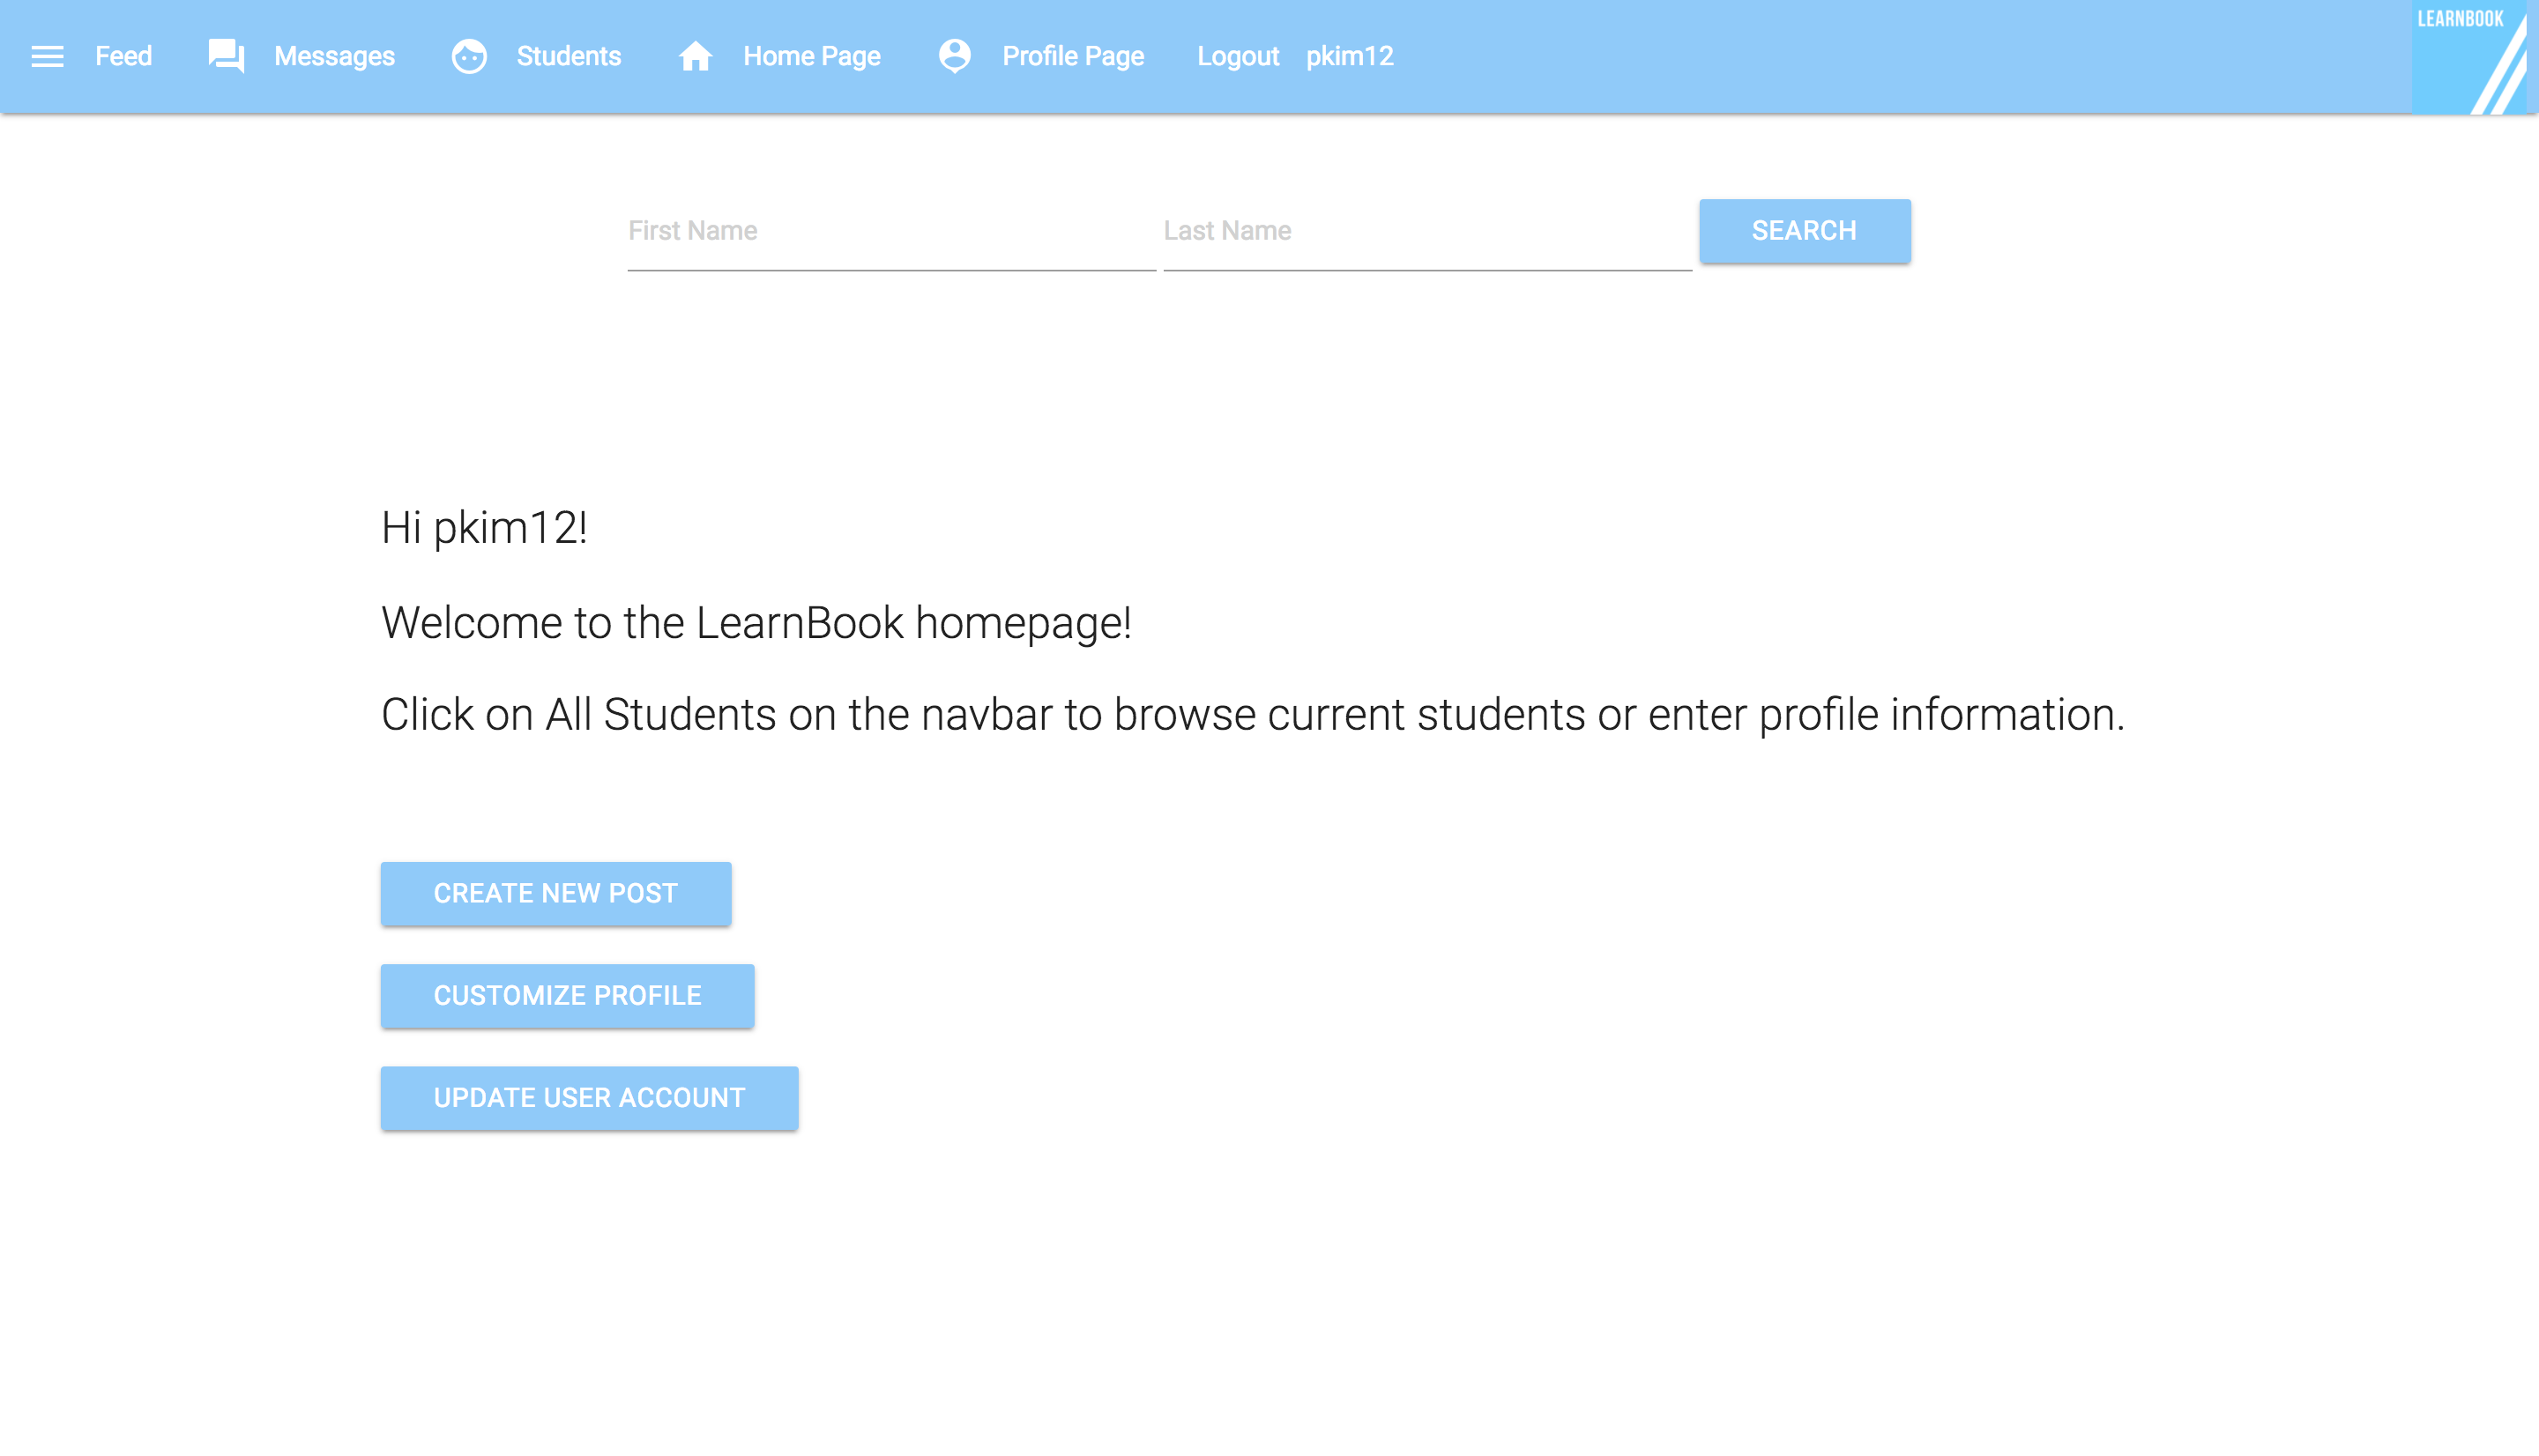 Feed Messages Students Home Page Profile Page Logout pkim12 LEARNBOOK
First Name Last Name SEARCH
Hi pkim12!
Welcome to the LearnBook homepage!
Click on All Students on the navbar to browse current students or enter profile information.
CREATE NEW POST
CUSTOMIZE PROFILE
UPDATE USER ACCOUNT